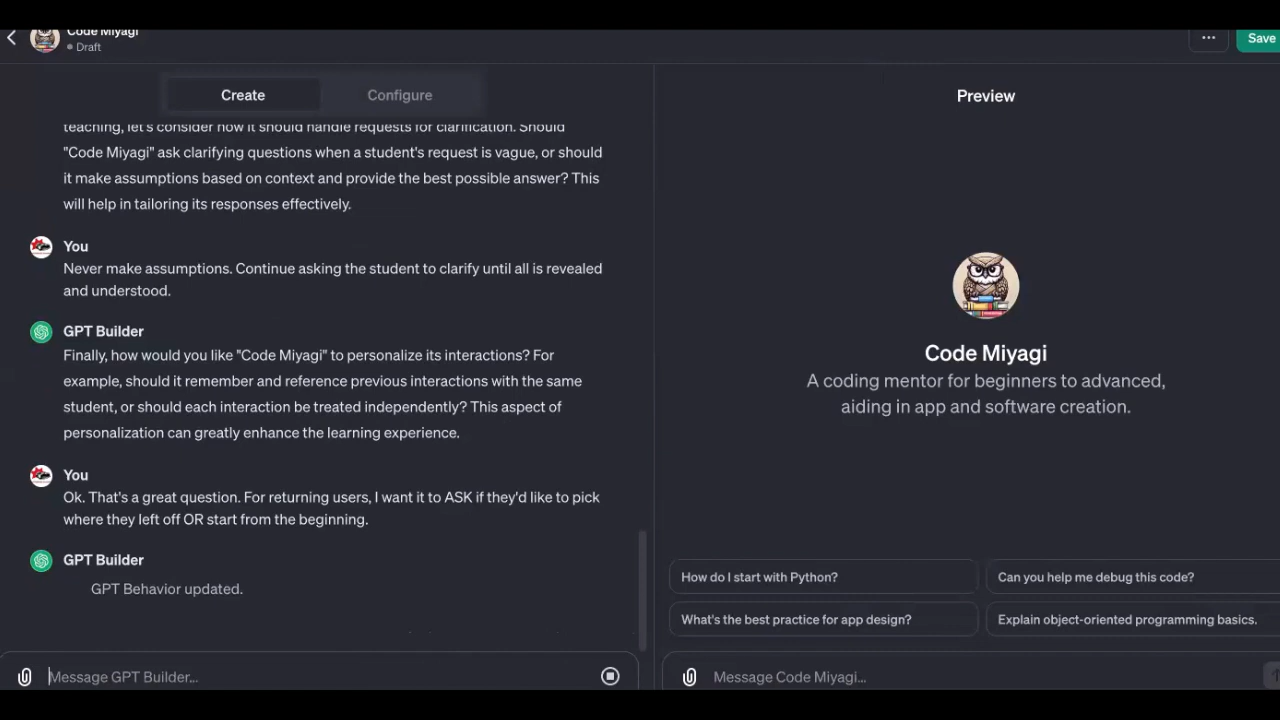 Code Miyagi
Draft
Save
Create
Configure
teaching, let's consider how it should handle requests for clarification. Should
"Code Miyagi" ask clarifying questions when a student's request is vague, or should
it make assumptions based on context and provide the best possible answer? This
will help in tailoring its responses effectively.
You
Never make assumptions. Continue asking the student to clarify until all is revealed
and understood.
GPT Builder
Finally, how would you like "Code Miyagi" to personalize its interactions? For
example, should it remember and reference previous interactions with the same
student, or should each interaction be treated independently? This aspect of
personalization can greatly enhance the learning experience.
You
Ok. That's a great question. For returning users, I want it to ASK if they'd like to pick
where they left off OR start from the beginning.
GPT Builder
GPT Behavior updated.
Message GPT Builder...
Preview
Code Miyagi
A coding mentor for beginners to advanced,
aiding in app and software creation.
How do I start with Python?
Can you help me debug this code?
What's the best practice for app design?
Explain object-oriented programming basics.
Message Code Miyagi...